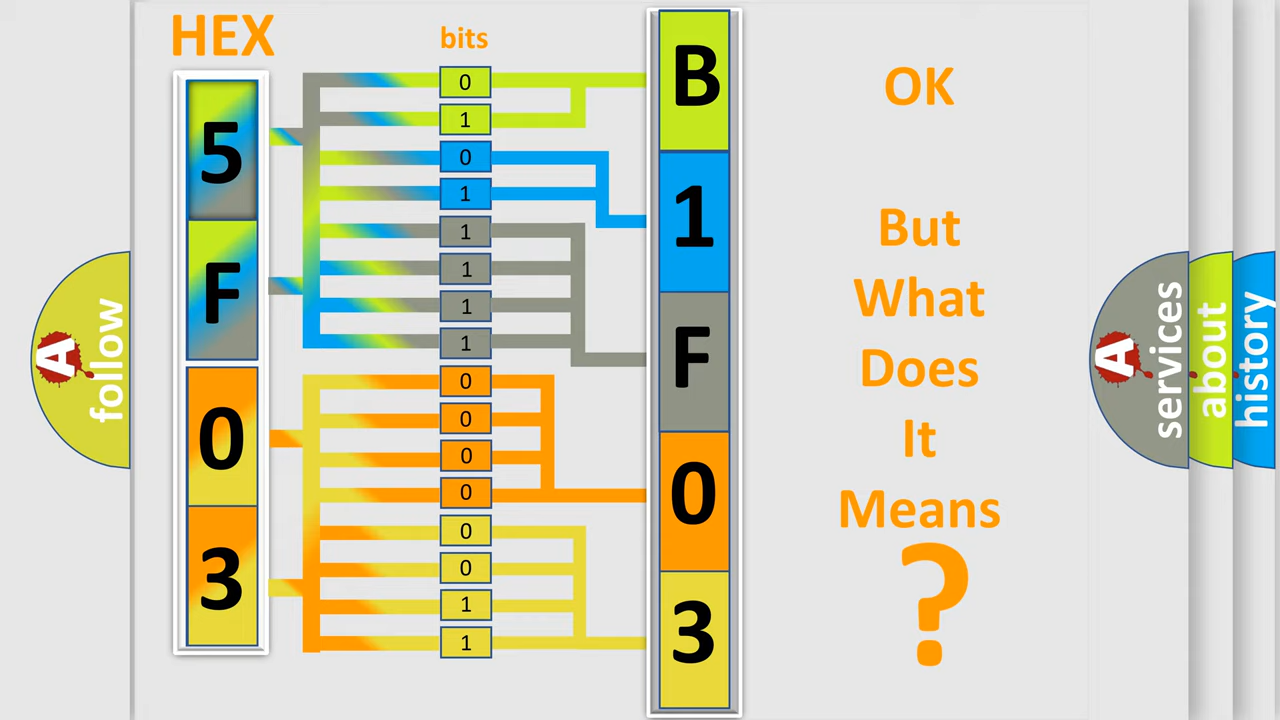 HEX
bits
5
F
0
3
0
1
0
1
1
1
1
1
0
0
0
0
0
0
1
1
B
1
F
0
3
OK
But
What
Does
It
Means
?
A
follow
A
services
about
history